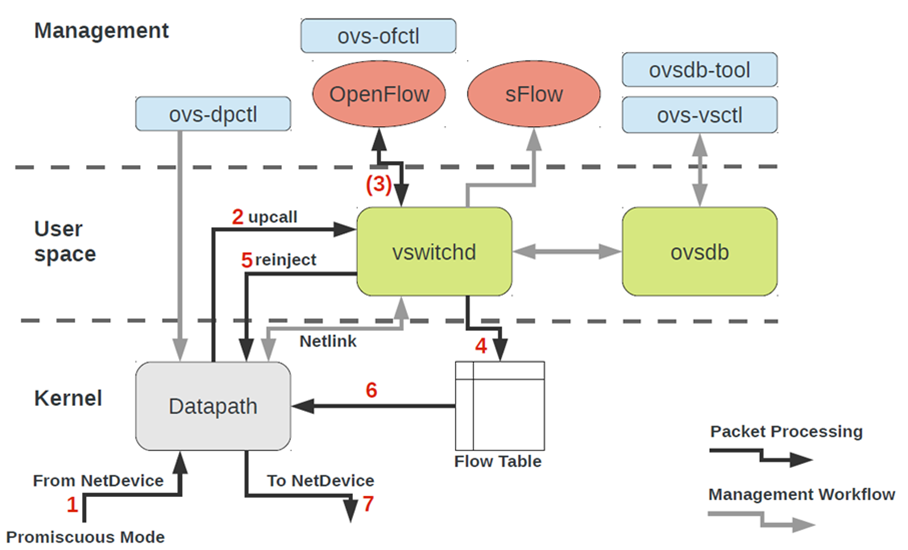 Management
ovs-ofctl
OpenFlow
sFlow
ovsdb-tool
ovs-dpctl
ovs-vsctl
(3)
User
space
2 upcall
5 reinject
vswitchd
ovsdb
Netlink
4
Kernel
Datapath
6
Flow Table
Packet Processing
From NetDevice
To NetDevice
1
7
Management Workflow
Promiscuous Mode